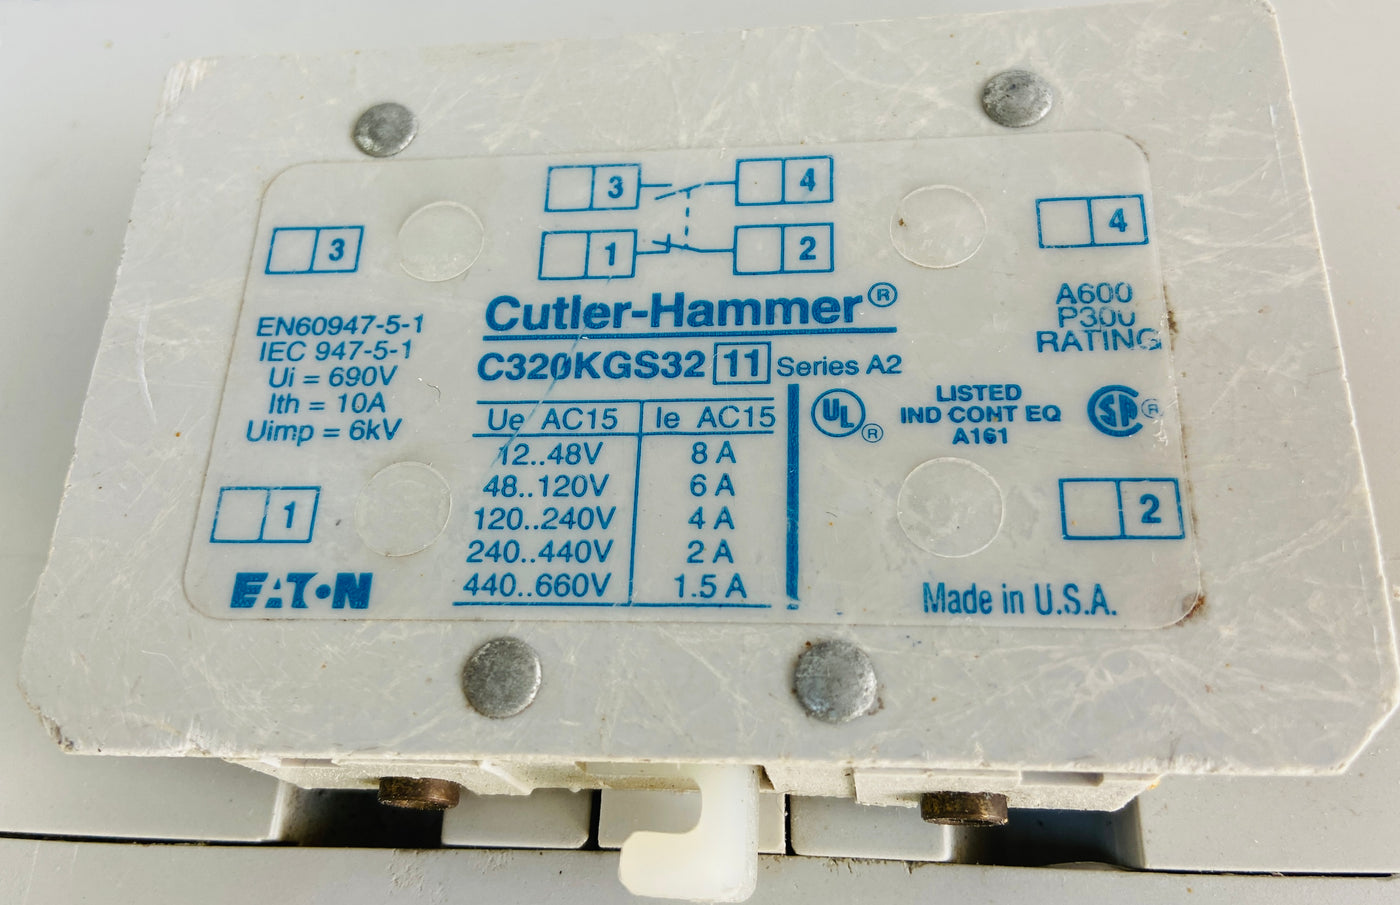 3 4
1 2
3
4
EN60947-5-1
IEC 947-5-1
Ui = 690V
Ith = 10A
Uimp = 6kV
Cutler-Hammer®
C320KGS32 11 Series A2
A600
P300
RATING
Ue AC15 Ie AC15
12..48V 8 A
48..120V 6 A
120..240V 4 A
240..440V 2 A
440..660V 1.5 A
UL®
LISTED
IND CONT EQ
A161
SP®
1
2
EATON
Made in U.S.A.